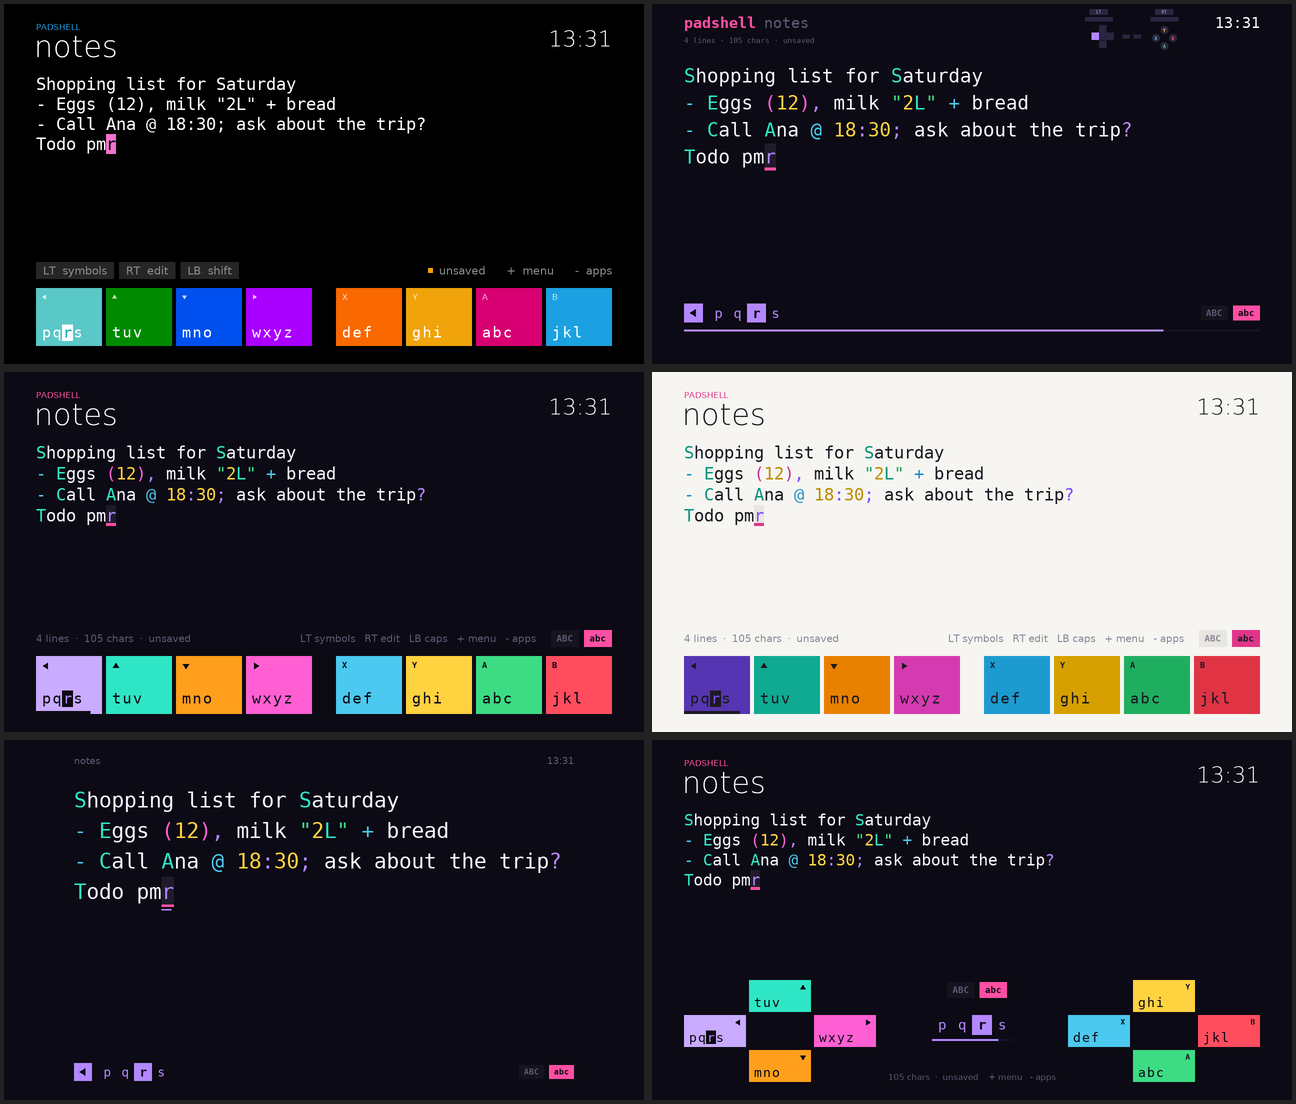 PADSHELL
notes
13:31
Shopping list for Saturday
- Eggs (12), milk "2L" + bread
- Call Ana @ 18:30; ask about the trip?
Todo pmr
LT symbols
RT edit
LB shift
unsaved
+ menu
- apps
X
Y
A
B
pqrs
tuv
mno
wxyz
def
ghi
abc
jkl
padshell notes
4 lines · 105 chars · unsaved
LT
RT
Y
X
B
A
13:31
Shopping list for Saturday
- Eggs (12), milk "2L" + bread
- Call Ana @ 18:30; ask about the trip?
Todo pmr
p q r s
ABC
abc
PADSHELL
notes
13:31
Shopping list for Saturday
- Eggs (12), milk "2L" + bread
- Call Ana @ 18:30; ask about the trip?
Todo pmr
4 lines · 105 chars · unsaved
LT symbols RT edit LB caps + menu - apps
ABC
abc
X
Y
A
B
pqrs
tuv
mno
wxyz
def
ghi
abc
jkl
PADSHELL
notes
13:31
Shopping list for Saturday
- Eggs (12), milk "2L" + bread
- Call Ana @ 18:30; ask about the trip?
Todo pmr
4 lines · 105 chars · unsaved
LT symbols RT edit LB caps + menu - apps
ABC
abc
X
Y
A
B
pqrs
tuv
mno
wxyz
def
ghi
abc
jkl
notes
13:31
Shopping list for Saturday
- Eggs (12), milk "2L" + bread
- Call Ana @ 18:30; ask about the trip?
Todo pmr
p q r s
ABC
abc
PADSHELL
notes
13:31
Shopping list for Saturday
- Eggs (12), milk "2L" + bread
- Call Ana @ 18:30; ask about the trip?
Todo pmr
tuv
ABC
abc
Y
ghi
pqrs
wxyz
p q r s
X
def
B
jkl
mno
105 chars · unsaved + menu - apps
A
abc